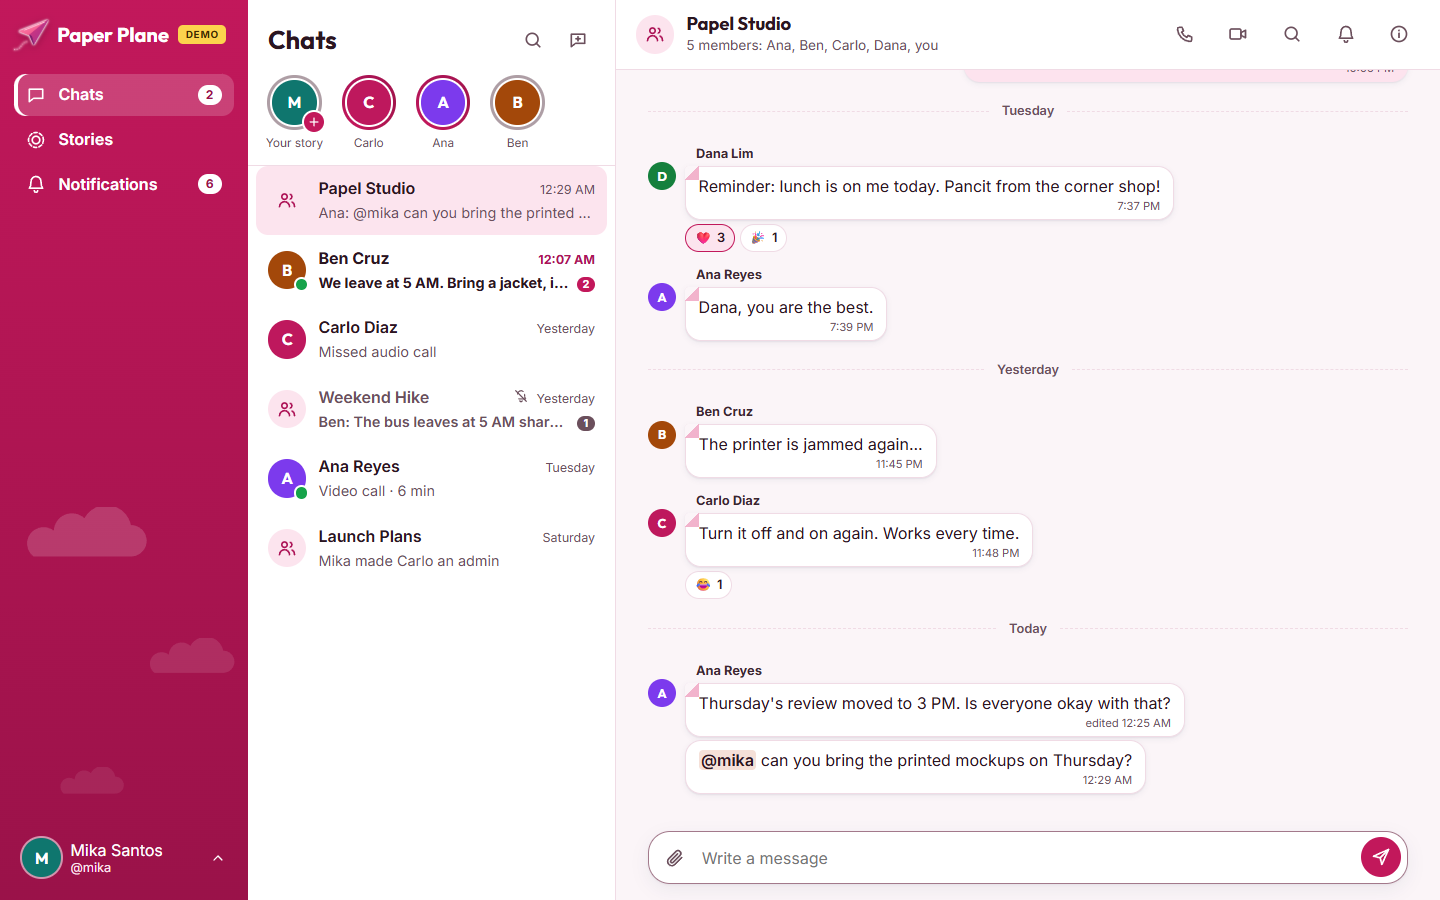 Paper Plane DEMO
Chats 2
Stories
Notifications 6
M
Mika Santos
@mika
Chats
M
C
A
B
Your story
Carlo
Ana
Ben
Papel Studio 12:29 AM
Ana: @mika can you bring the printed ...
B
Ben Cruz 12:07 AM
We leave at 5 AM. Bring a jacket, i... 2
C
Carlo Diaz Yesterday
Missed audio call
Weekend Hike Yesterday
Ben: The bus leaves at 5 AM shar... 1
A
Ana Reyes Tuesday
Video call · 6 min
Launch Plans Saturday
Mika made Carlo an admin
Papel Studio
5 members: Ana, Ben, Carlo, Dana, you
Tuesday
Dana Lim
D
Reminder: lunch is on me today. Pancit from the corner shop!
7:37 PM
❤️ 3 🎉 1
Ana Reyes
A
Dana, you are the best.
7:39 PM
Yesterday
Ben Cruz
B
The printer is jammed again...
11:45 PM
Carlo Diaz
C
Turn it off and on again. Works every time.
11:48 PM
😂 1
Today
Ana Reyes
A
Thursday's review moved to 3 PM. Is everyone okay with that?
edited 12:25 AM
@mika can you bring the printed mockups on Thursday?
12:29 AM
Write a message